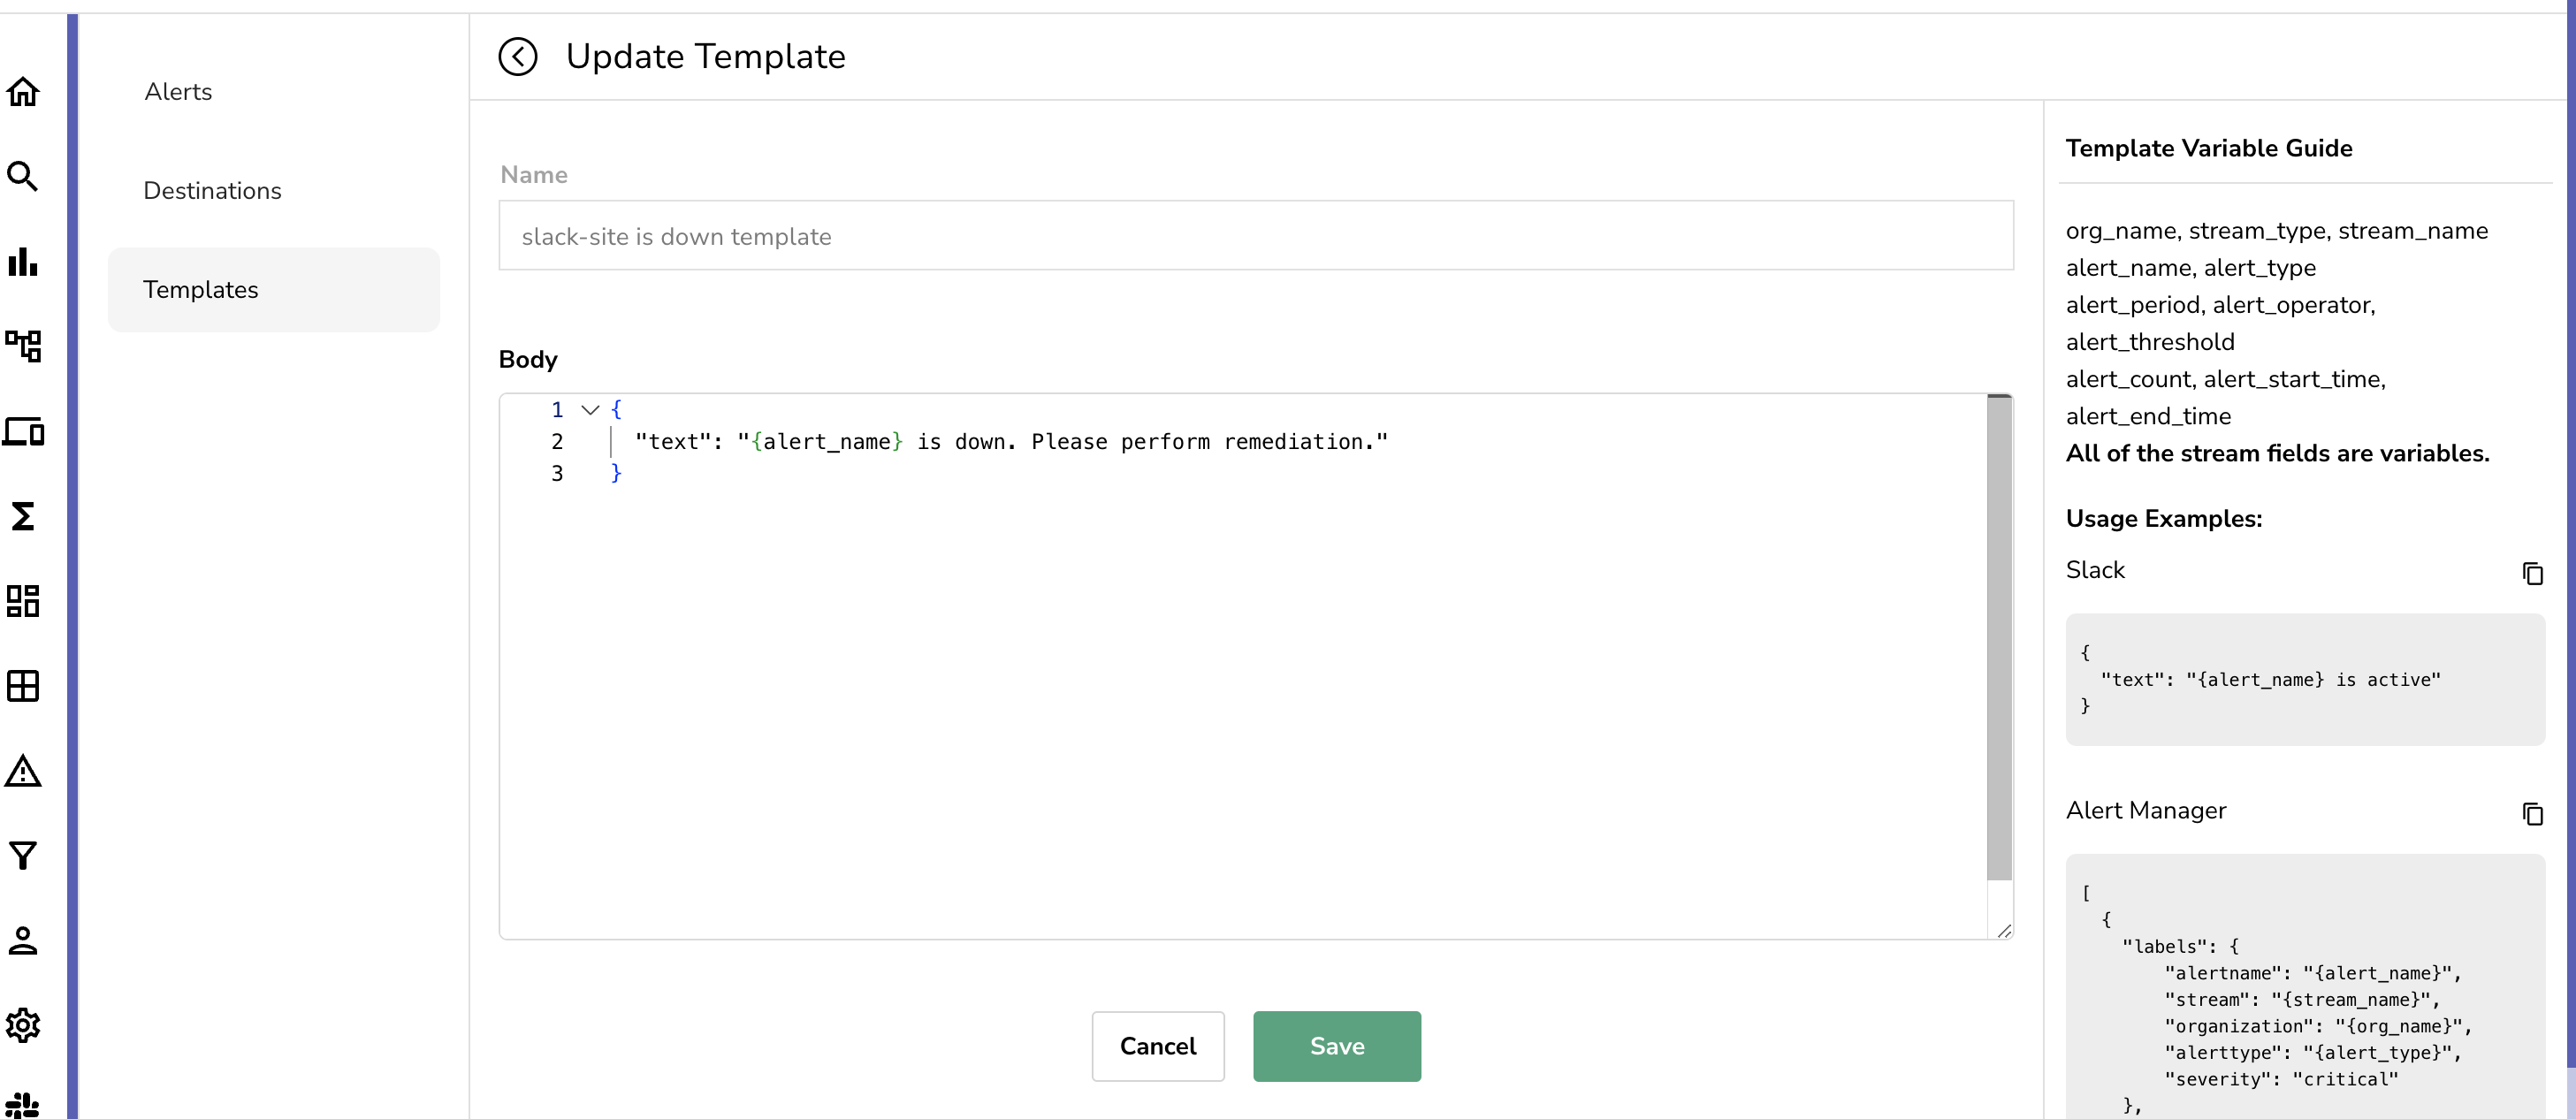 Alerts
Destinations
Templates
Update Template
Name
slack-site is down template
Body
1 {
2 "text": "{alert_name} is down. Please perform remediation."
3 }
Cancel
Save
Template Variable Guide
org_name, stream_type, stream_name
alert_name, alert_type
alert_period, alert_operator,
alert_threshold
alert_count, alert_start_time,
alert_end_time
All of the stream fields are variables.
Usage Examples:
Slack
{
"text": "{alert_name} is active"
}
Alert Manager
[
{
"labels": {
"alertname": "{alert_name}",
"stream": "{stream_name}",
"organization": "{org_name}",
"alerttype": "{alert_type}",
"severity": "critical"
},